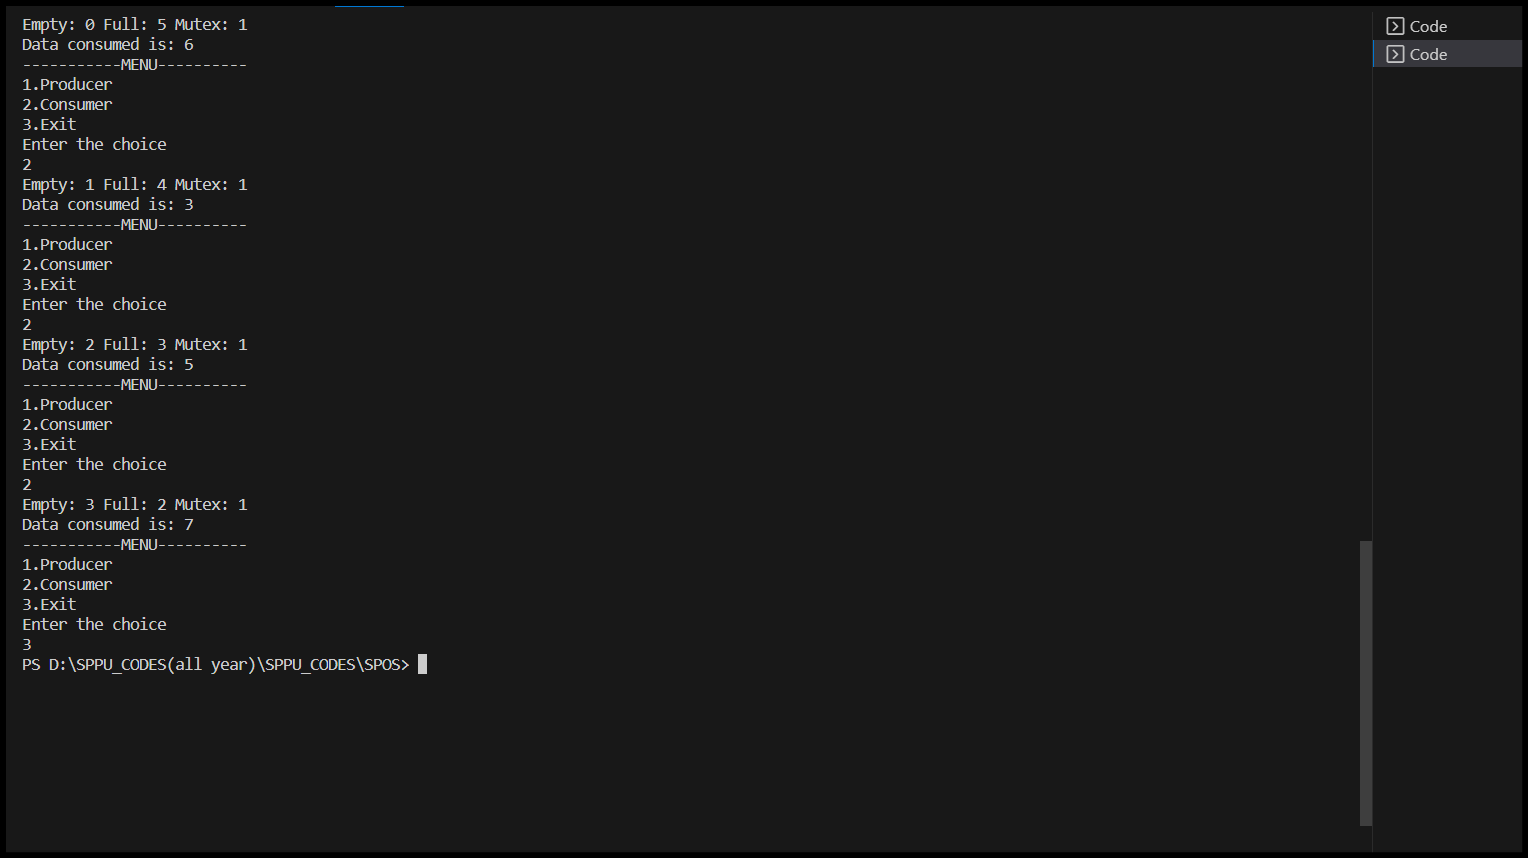 Empty: 0 Full: 5 Mutex: 1
Data consumed is: 6
-----------MENU----------
1.Producer
2.Consumer
3.Exit
Enter the choice
2
Empty: 1 Full: 4 Mutex: 1
Data consumed is: 3
-----------MENU----------
1.Producer
2.Consumer
3.Exit
Enter the choice
2
Empty: 2 Full: 3 Mutex: 1
Data consumed is: 5
-----------MENU----------
1.Producer
2.Consumer
3.Exit
Enter the choice
2
Empty: 3 Full: 2 Mutex: 1
Data consumed is: 7
-----------MENU----------
1.Producer
2.Consumer
3.Exit
Enter the choice
3
PS D:\SPPU_CODES(all year)\SPPU_CODES\SPOS>
Code
Code